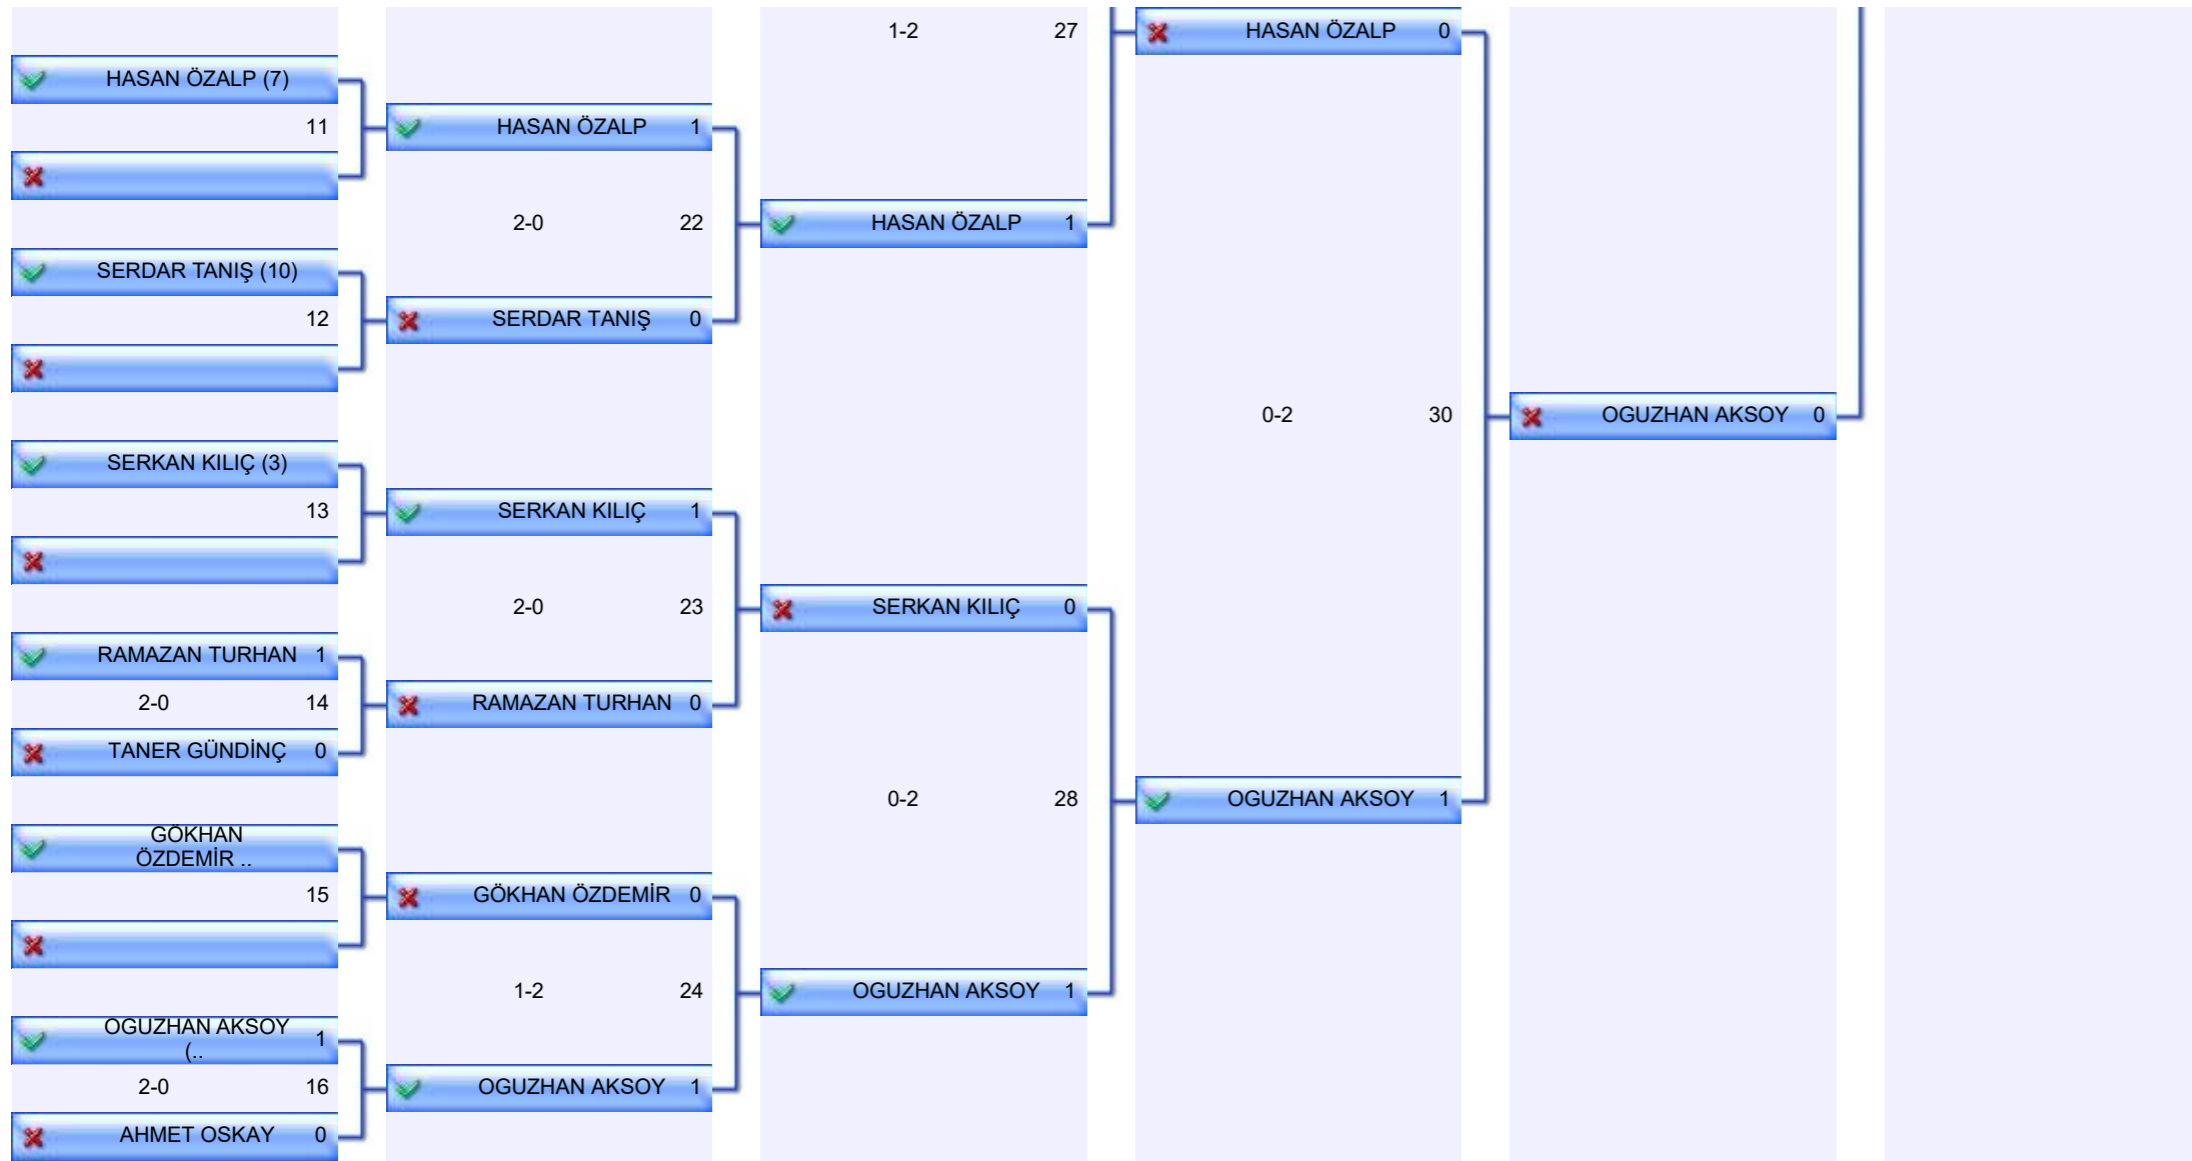 1-2 27
HASAN ÖZALP 0
HASAN ÖZALP (7)
11
HASAN ÖZALP 1
2-0 22
HASAN ÖZALP 1
SERDAR TANIŞ (10)
12
SERDAR TANIŞ 0
0-2 30
OGUZHAN AKSOY 0
SERKAN KILIÇ (3)
13
SERKAN KILIÇ 1
2-0 23
SERKAN KILIÇ 0
RAMAZAN TURHAN 1
2-0 14
RAMAZAN TURHAN 0
TANER GÜNDİNÇ 0
0-2 28
OGUZHAN AKSOY 1
GÖKHAN
ÖZDEMİR ..
15
GÖKHAN ÖZDEMİR 0
1-2 24
OGUZHAN AKSOY 1
OGUZHAN AKSOY
(.. 1
2-0 16
OGUZHAN AKSOY 1
AHMET OSKAY 0